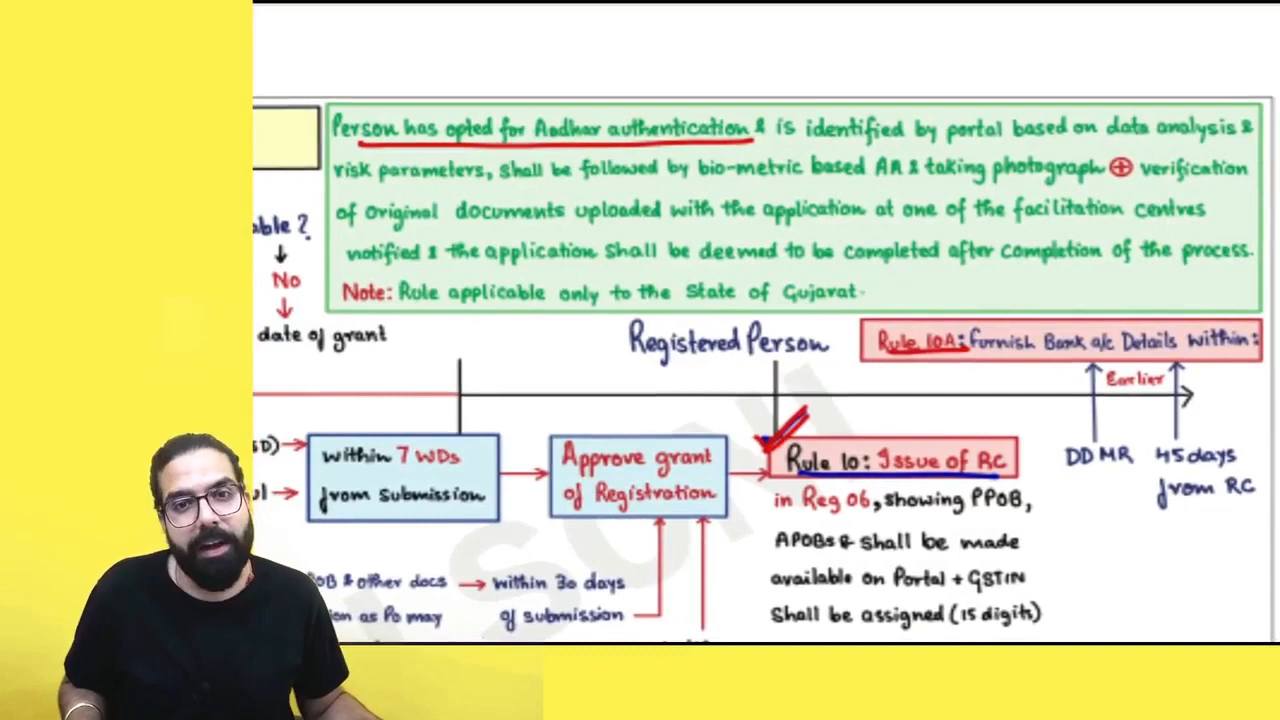 Person has opted for Aadhar authentication & is identified by portal based on data analysis &
risk parameters, shall be followed by bio-metric based AA & taking photograph ⊕ verification
of original documents uploaded with the application at one of the facilitation centres
notified & the application shall be deemed to be completed after completion of the process.
Note: Rule applicable only to the State of Gujarat.
able?
No
date of grant
Registered Person
Rule 10A: Furnish Bank a/c Details within:
Earlier
within 7 WDs
from submission
Approve grant
of Registration
Rule 10: Issue of RC
in Reg 06, showing PPOB,
APOBs & shall be made
available on Portal + GSTIN
shall be assigned (15 digits)
DDMR
45 days
from RC
OB & other docs
ion as Po may
within 30 days
of submission
SONI